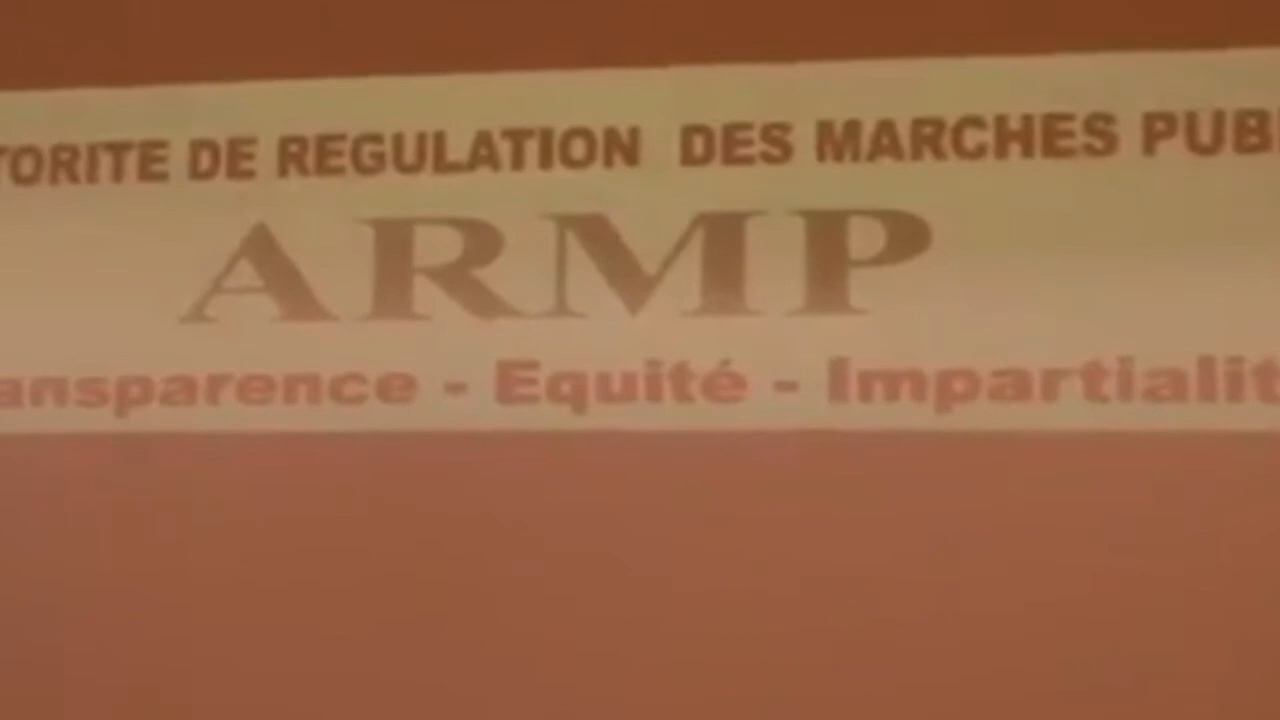 TORITE DE REGULATION DES MARCHES PUB
ARMP
ansparence - Equité - Impartialit